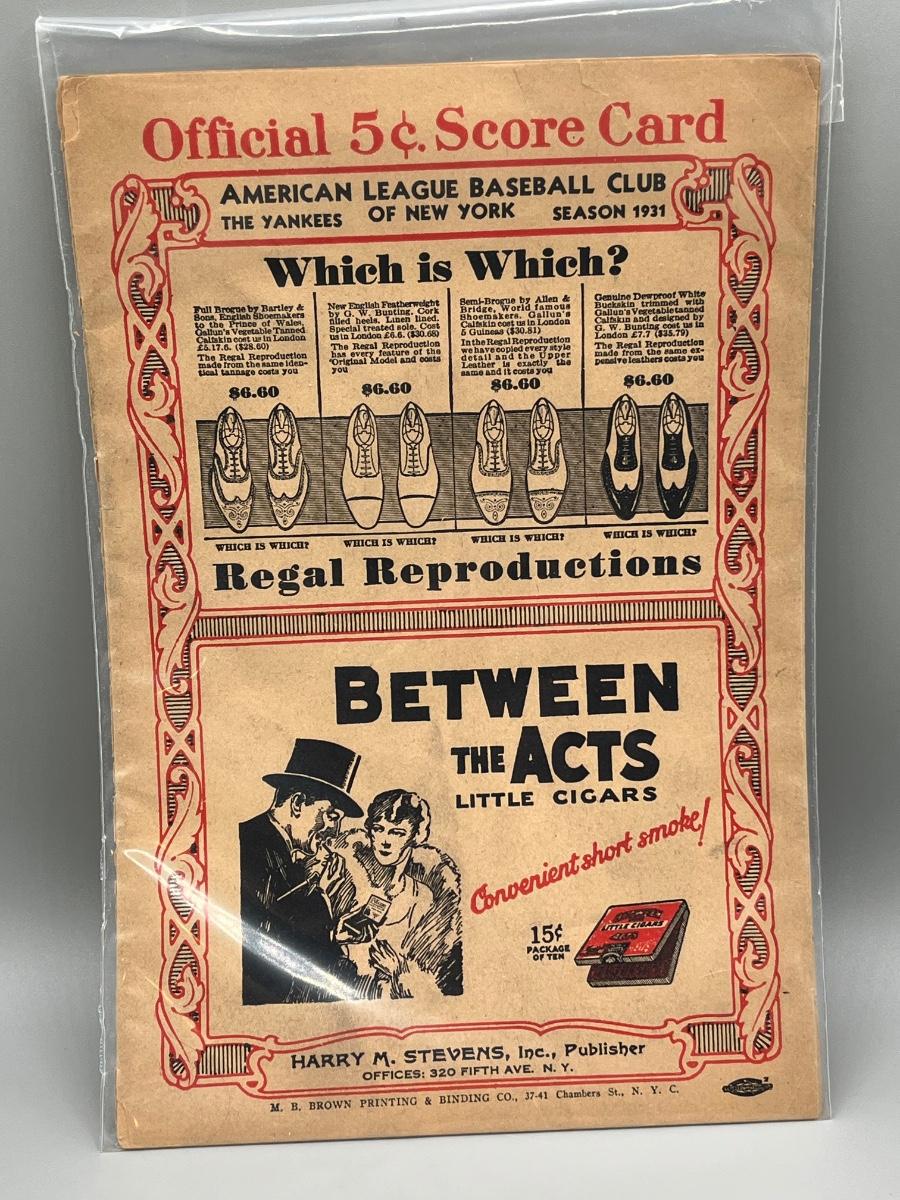 Official 5¢. Score Card
AMERICAN LEAGUE BASEBALL CLUB
THE YANKEES OF NEW YORK SEASON 1931
Which is Which?
Full Brogue by Bartley &
Sons, English Shoemakers
to the Prince of Wales,
Gallun's Vegetable Tanned
Calfskin cost us in London
£5.17.6. ($28.60)
The Regal Reproduction
made from the same iden-
tical tannage costs you
$6.60
New English Featherweight
by G. W. Bunting. Cork
filled heels. Linen lined.
Special treated sole. Cost
us in London £6.6. ($30.68)
The Regal Reproduction
has every feature of the
Original Model and costs
you
$6.60
Semi-Brogue by Allen &
Bridge, World famous
Shoemakers. Gallun's
Calfskin cost us in London
5 Guineas ($30.81)
In the Regal Reproduction
we have copied every style
detail and the Upper
Leather is exactly the
same and it costs you
$6.60
Genuine Dewproof White
Buckskin trimmed with
Gallun's Vegetable tanned
Calfskin and designed by
G. W. Bunting cost us in
London £7.7 ($35.79)
The Regal Reproduction
made from the same ex-
pensive leathers costs you
$6.60
WHICH IS WHICH?
WHICH IS WHICH?
WHICH IS WHICH?
WHICH IS WHICH?
Regal Reproductions
BETWEEN
THE ACTS
LITTLE CIGARS
Convenient short smoke!
15¢
PACKAGE
OF TEN
LITTLE CIGARS
HARRY M. STEVENS, Inc., Publisher
OFFICES: 320 FIFTH AVE. N. Y.
M. B. BROWN PRINTING & BINDING CO., 37-41 Chambers St., N. Y. C.